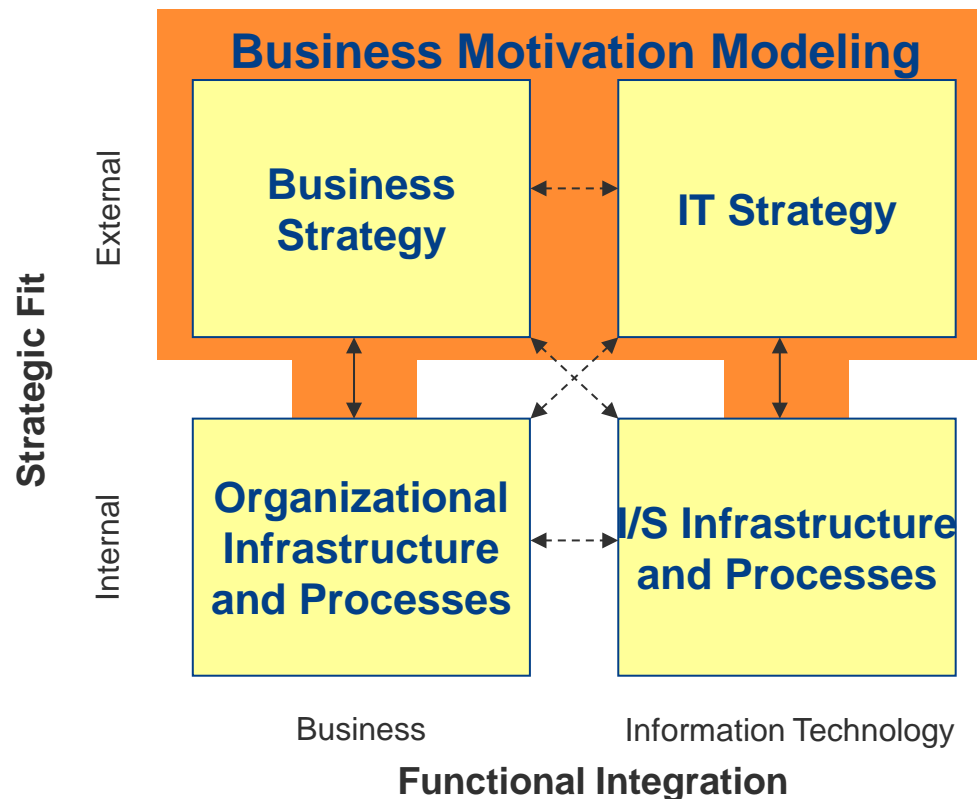 Business Motivation Modeling
External
Business
Strategy
IT Strategy
Strategic Fit
Internal
Organizational
Infrastructure
and Processes
I/S Infrastructure
and Processes
Business
Information Technology
Functional Integration